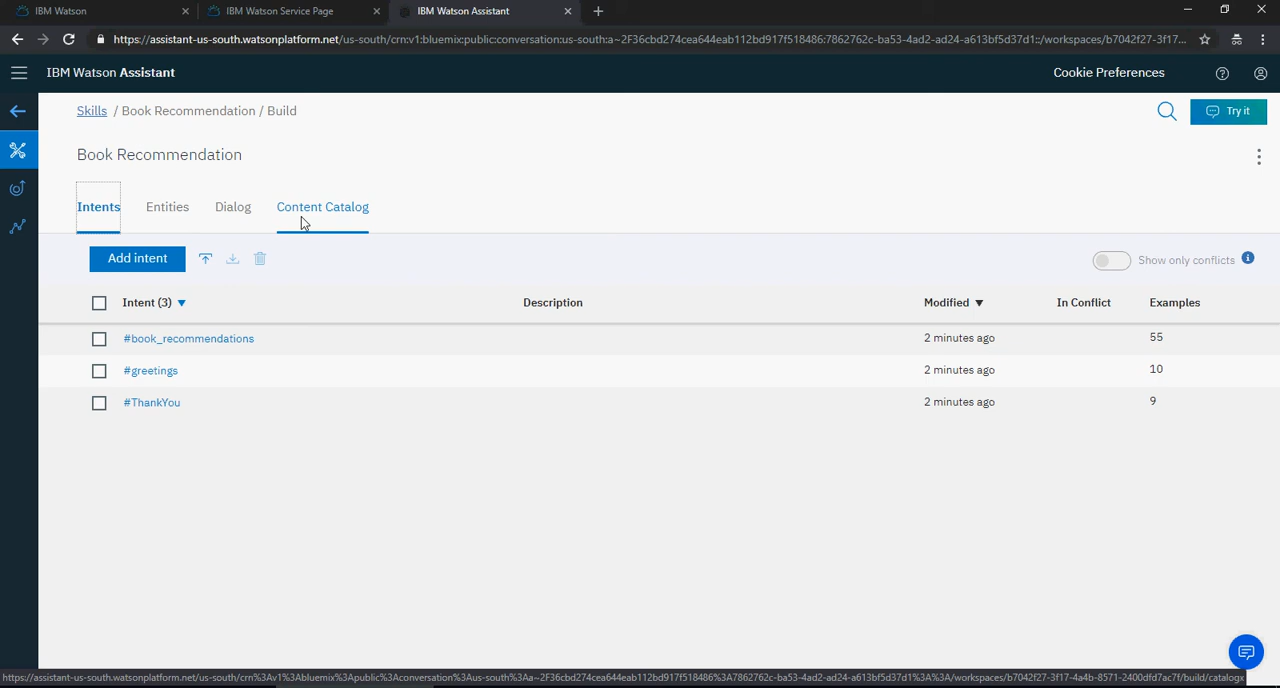 IBM Watson
IBM Watson Service Page
IBM Watson Assistant
https://assistant-us-south.watsonplatform.net/us-south/crn:v1:bluemix:public:conversation:us-south:a~2F36cbd274cea644eab112bd917f518486:7862762c-ba53-4ad2-ad24-a613bf5d37d1::/workspaces/b7042f27-3f17...
IBM Watson Assistant
Cookie Preferences
Skills / Book Recommendation / Build
Try it
Book Recommendation
Intents
Entities
Dialog
Content Catalog
Add intent
Show only conflicts
Intent (3) Description Modified In Conflict Examples
#book_recommendations 2 minutes ago 55
#greetings 2 minutes ago 10
#ThankYou 2 minutes ago 9
https://assistant-us-south.watsonplatform.net/us-south/crn%3Av1%3Abluemix%3Apublic%3Aconversation%3Aus-south%3Aa~2F36cbd274cea644eab112bd917f518486%3A7862762c-ba53-4ad2-ad24-a613bf5d37d1%3A%3A/workspaces/b7042f27-3f17-4a4b-8571-2400dfd7ac7f/build/catalogx